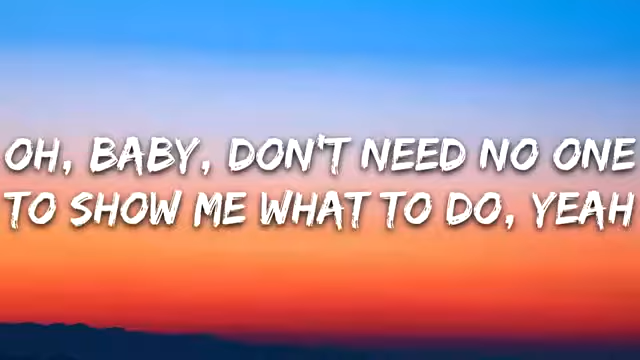 OH, BABY, DON'T NEED NO ONE
TO SHOW ME WHAT TO DO, YEAH